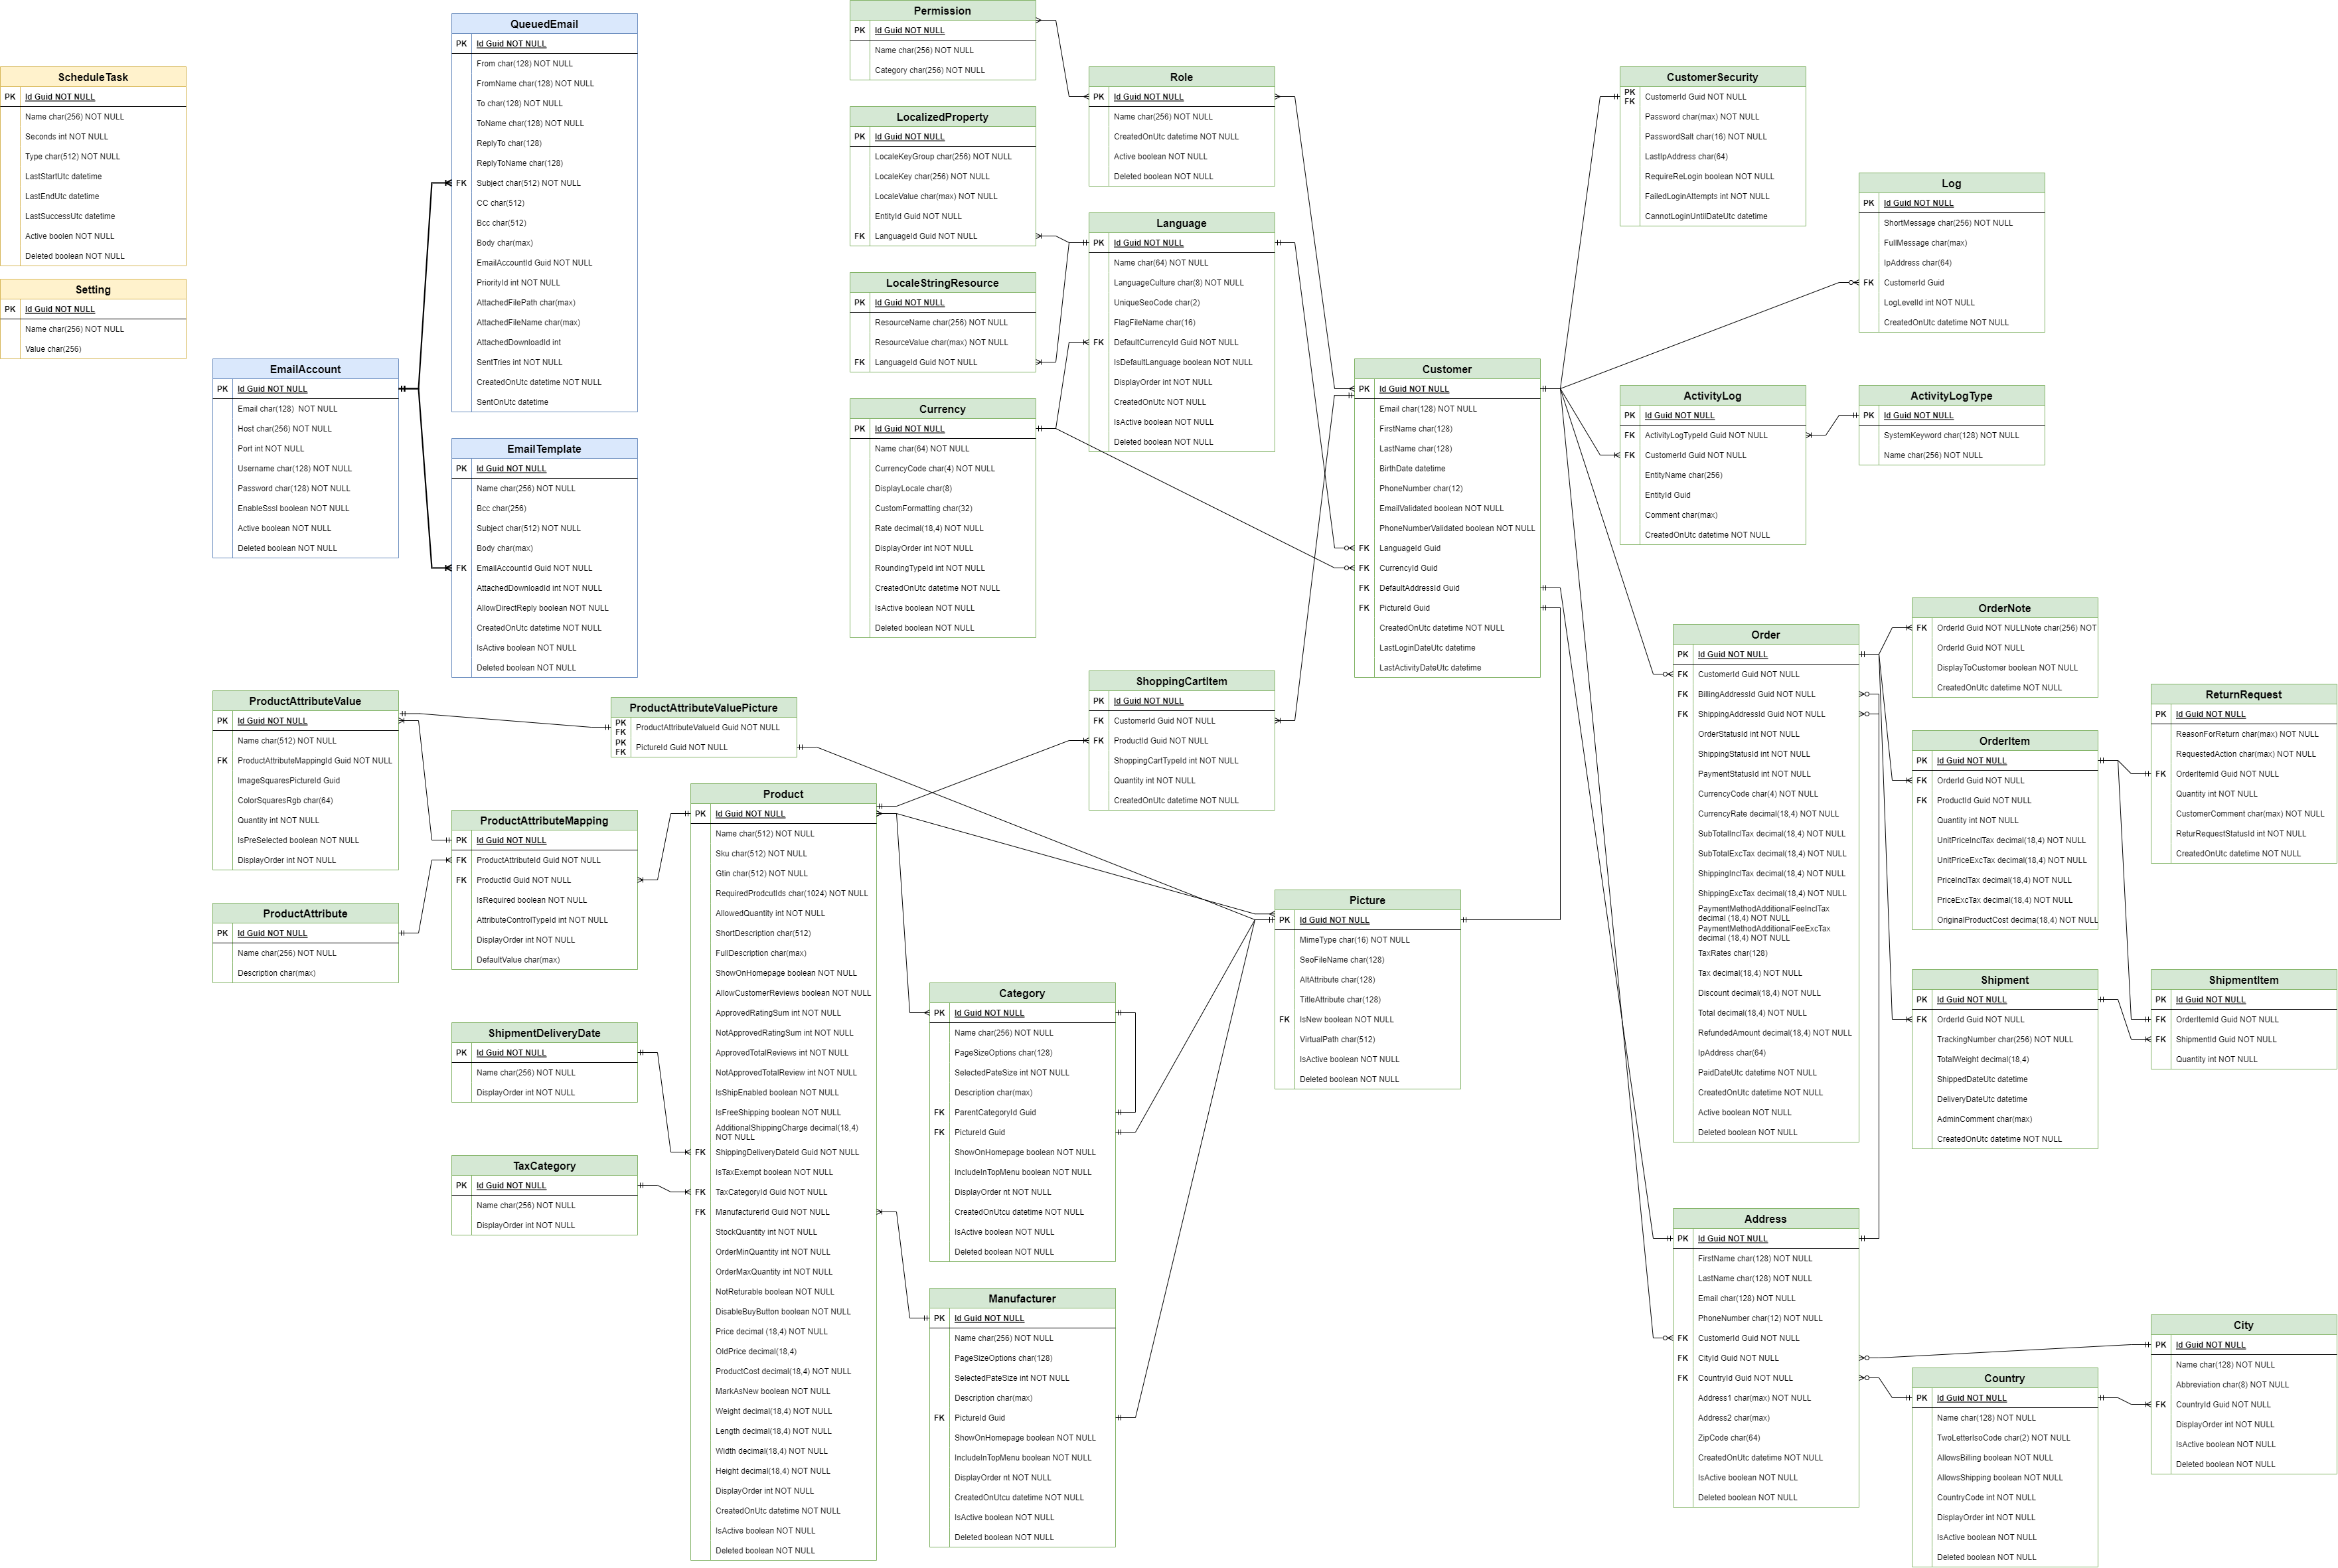 ScheduleTask
PK Id Guid NOT NULL
Name char(256) NOT NULL
Seconds int NOT NULL
Type char(512) NOT NULL
LastStartUtc datetime
LastEndUtc datetime
LastSuccessUtc datetime
Active boolen NOT NULL
Deleted boolean NOT NULL
Setting
PK Id Guid NOT NULL
Name char(256) NOT NULL
Value char(256)
EmailAccount
PK Id Guid NOT NULL
Email char(128) NOT NULL
Host char(256) NOT NULL
Port int NOT NULL
Username char(128) NOT NULL
Password char(128) NOT NULL
EnableSssl boolean NOT NULL
Active boolean NOT NULL
Deleted boolean NOT NULL
QueuedEmail
PK Id Guid NOT NULL
From char(128) NOT NULL
FromName char(128) NOT NULL
To char(128) NOT NULL
ToName char(128) NOT NULL
ReplyTo char(128)
ReplyToName char(128)
FK Subject char(512) NOT NULL
CC char(512)
Bcc char(512)
Body char(max)
EmailAccountId Guid NOT NULL
PriorityId int NOT NULL
AttachedFilePath char(max)
AttachedFileName char(max)
AttachedDownloadId int
SentTries int NOT NULL
CreatedOnUtc datetime NOT NULL
SentOnUtc datetime
EmailTemplate
PK Id Guid NOT NULL
Name char(256) NOT NULL
Bcc char(256)
Subject char(512) NOT NULL
Body char(max)
FK EmailAccountId Guid NOT NULL
AttachedDownloadId int NOT NULL
AllowDirectReply boolean NOT NULL
CreatedOnUtc datetime NOT NULL
IsActive boolean NOT NULL
Deleted boolean NOT NULL
Permission
PK Id Guid NOT NULL
Name char(256) NOT NULL
Category char(256) NOT NULL
LocalizedProperty
PK Id Guid NOT NULL
LocaleKeyGroup char(256) NOT NULL
LocaleKey char(256) NOT NULL
LocaleValue char(max) NOT NULL
EntityId Guid NOT NULL
FK LanguageId Guid NOT NULL
LocaleStringResource
PK Id Guid NOT NULL
ResourceName char(256) NOT NULL
ResourceValue char(max) NOT NULL
FK LanguageId Guid NOT NULL
Currency
PK Id Guid NOT NULL
Name char(64) NOT NULL
CurrencyCode char(4) NOT NULL
DisplayLocale char(8)
CustomFormatting char(32)
Rate decimal(18,4) NOT NULL
DisplayOrder int NOT NULL
RoundingTypeId int NOT NULL
CreatedOnUtc datetime NOT NULL
IsActive boolean NOT NULL
Deleted boolean NOT NULL
Role
PK Id Guid NOT NULL
Name char(256) NOT NULL
CreatedOnUtc datetime NOT NULL
Active boolean NOT NULL
Deleted boolean NOT NULL
Language
PK Id Guid NOT NULL
Name char(64) NOT NULL
LanguageCulture char(8) NOT NULL
UniqueSeoCode char(2)
FlagFileName char(16)
FK DefaultCurrencyId Guid NOT NULL
IsDefaultLanguage boolean NOT NULL
DisplayOrder int NOT NULL
CreatedOnUtc NOT NULL
IsActive boolean NOT NULL
Deleted boolean NOT NULL
Customer
PK Id Guid NOT NULL
Email char(128) NOT NULL
FirstName char(128)
LastName char(128)
BirthDate datetime
PhoneNumber char(12)
EmailValidated boolean NOT NULL
PhoneNumberValidated boolean NOT NULL
FK LanguageId Guid
FK CurrencyId Guid
FK DefaultAddressId Guid
FK PictureId Guid
CreatedOnUtc datetime NOT NULL
LastLoginDateUtc datetime
LastActivityDateUtc datetime
CustomerSecurity
PK
FK CustomerId Guid NOT NULL
Password char(max) NOT NULL
PasswordSalt char(16) NOT NULL
LastIpAddress char(64)
RequireReLogin boolean NOT NULL
FailedLoginAttempts int NOT NULL
CannotLoginUntilDateUtc datetime
Log
PK Id Guid NOT NULL
ShortMessage char(256) NOT NULL
FullMessage char(max)
IpAddress char(64)
FK CustomerId Guid
LogLevelId int NOT NULL
CreatedOnUtc datetime NOT NULL
ActivityLog
PK Id Guid NOT NULL
FK ActivityLogTypeId Guid NOT NULL
FK CustomerId Guid NOT NULL
EntityName char(256)
EntityId Guid
Comment char(max)
CreatedOnUtc datetime NOT NULL
ActivityLogType
PK Id Guid NOT NULL
SystemKeyword char(128) NOT NULL
Name char(256) NOT NULL
ProductAttributeValue
PK Id Guid NOT NULL
Name char(512) NOT NULL
FK ProductAttributeMappingId Guid NOT NULL
ImageSquaresPictureId Guid
ColorSquaresRgb char(64)
Quantity int NOT NULL
IsPreSelected boolean NOT NULL
DisplayOrder int NOT NULL
ProductAttribute
PK Id Guid NOT NULL
Name char(256) NOT NULL
Description char(max)
ProductAttributeValuePicture
PK
FK ProductAttributeValueId Guid NOT NULL
PK
FK PictureId Guid NOT NULL
ProductAttributeMapping
PK Id Guid NOT NULL
FK ProductAttributeId Guid NOT NULL
FK ProductId Guid NOT NULL
IsRequired boolean NOT NULL
AttributeControlTypeId int NOT NULL
DisplayOrder int NOT NULL
DefaultValue char(max)
ShipmentDeliveryDate
PK Id Guid NOT NULL
Name char(256) NOT NULL
DisplayOrder int NOT NULL
TaxCategory
PK Id Guid NOT NULL
Name char(256) NOT NULL
DisplayOrder int NOT NULL
Product
PK Id Guid NOT NULL
Name char(512) NOT NULL
Sku char(512) NOT NULL
Gtin char(512) NOT NULL
RequiredProdcutIds char(1024) NOT NULL
AllowedQuantity int NOT NULL
ShortDescription char(512)
FullDescription char(max)
ShowOnHomepage boolean NOT NULL
AllowCustomerReviews boolean NOT NULL
ApprovedRatingSum int NOT NULL
NotApprovedRatingSum int NOT NULL
ApprovedTotalReviews int NOT NULL
NotApprovedTotalReview int NOT NULL
IsShipEnabled boolean NOT NULL
IsFreeShipping boolean NOT NULL
AdditionalShippingCharge decimal(18,4)
NOT NULL
FK ShippingDeliveryDateId Guid NOT NULL
IsTaxExempt boolean NOT NULL
FK TaxCategoryId Guid NOT NULL
FK ManufacturerId Guid NOT NULL
StockQuantity int NOT NULL
OrderMinQuantity int NOT NULL
OrderMaxQuantity int NOT NULL
NotReturable boolean NOT NULL
DisableBuyButton boolean NOT NULL
Price decimal (18,4) NOT NULL
OldPrice decimal(18,4)
ProductCost decimal(18,4) NOT NULL
MarkAsNew boolean NOT NULL
Weight decimal(18,4) NOT NULL
Length decimal(18,4) NOT NULL
Width decimal(18,4) NOT NULL
Height decimal(18,4) NOT NULL
DisplayOrder int NOT NULL
CreatedOnUtc datetime NOT NULL
IsActive boolean NOT NULL
Deleted boolean NOT NULL
ShoppingCartItem
PK Id Guid NOT NULL
FK CustomerId Guid NOT NULL
FK ProductId Guid NOT NULL
ShoppingCartTypeId int NOT NULL
Quantity int NOT NULL
CreatedOnUtc datetime NOT NULL
Category
PK Id Guid NOT NULL
Name char(256) NOT NULL
PageSizeOptions char(128)
SelectedPateSize int NOT NULL
Description char(max)
FK ParentCategoryId Guid
FK PictureId Guid
ShowOnHomepage boolean NOT NULL
IncludeInTopMenu boolean NOT NULL
DisplayOrder nt NOT NULL
CreatedOnUtcu datetime NOT NULL
IsActive boolean NOT NULL
Deleted boolean NOT NULL
Manufacturer
PK Id Guid NOT NULL
Name char(256) NOT NULL
PageSizeOptions char(128)
SelectedPateSize int NOT NULL
Description char(max)
FK PictureId Guid
ShowOnHomepage boolean NOT NULL
IncludeInTopMenu boolean NOT NULL
DisplayOrder nt NOT NULL
CreatedOnUtcu datetime NOT NULL
IsActive boolean NOT NULL
Deleted boolean NOT NULL
Picture
PK Id Guid NOT NULL
MimeType char(16) NOT NULL
SeoFileName char(128)
AltAttribute char(128)
TitleAttribute char(128)
FK IsNew boolean NOT NULL
VirtualPath char(512)
IsActive boolean NOT NULL
Deleted boolean NOT NULL
Order
PK Id Guid NOT NULL
FK CustomerId Guid NOT NULL
FK BillingAddressId Guid NOT NULL
FK ShippingAddressId Guid NOT NULL
OrderStatusId int NOT NULL
ShippingStatusId int NOT NULL
PaymentStatusId int NOT NULL
CurrencyCode char(4) NOT NULL
CurrencyRate decimal(18,4) NOT NULL
SubTotalInclTax decimal(18,4) NOT NULL
SubTotalExcTax decimal(18,4) NOT NULL
ShippingInclTax decimal(18,4) NOT NULL
ShippingExcTax decimal(18,4) NOT NULL
PaymentMethodAdditionalFeeInclTax
decimal (18,4) NOT NULL
PaymentMethodAdditionalFeeExcTax
decimal (18,4) NOT NULL
TaxRates char(128)
Tax decimal(18,4) NOT NULL
Discount decimal(18,4) NOT NULL
Total decimal(18,4) NOT NULL
RefundedAmount decimal(18,4) NOT NULL
IpAddress char(64)
PaidDateUtc datetime NOT NULL
CreatedOnUtc datetime NOT NULL
Active boolean NOT NULL
Deleted boolean NOT NULL
OrderNote
FK OrderId Guid NOT NULLNote char(256) NOT
OrderId Guid NOT NULL
DisplayToCustomer boolean NOT NULL
CreatedOnUtc datetime NOT NULL
OrderItem
PK Id Guid NOT NULL
FK OrderId Guid NOT NULL
FK ProductId Guid NOT NULL
Quantity int NOT NULL
UnitPriceInclTax decimal(18,4) NOT NULL
UnitPriceExcTax decimal(18,4) NOT NULL
PriceInclTax decimal(18,4) NOT NULL
PriceExcTax decimal(18,4) NOT NULL
OriginalProductCost decima(18,4) NOT NULL
ReturnRequest
PK Id Guid NOT NULL
ReasonForReturn char(max) NOT NULL
RequestedAction char(max) NOT NULL
FK OrderItemId Guid NOT NULL
Quantity int NOT NULL
CustomerComment char(max) NOT NULL
ReturRequestStatusId int NOT NULL
CreatedOnUtc datetime NOT NULL
Shipment
PK Id Guid NOT NULL
FK OrderId Guid NOT NULL
TrackingNumber char(256) NOT NULL
TotalWeight decimal(18,4)
ShippedDateUtc datetime
DeliveryDateUtc datetime
AdminComment char(max)
CreatedOnUtc datetime NOT NULL
ShipmentItem
PK Id Guid NOT NULL
FK OrderItemId Guid NOT NULL
FK ShipmentId Guid NOT NULL
Quantity int NOT NULL
Address
PK Id Guid NOT NULL
FirstName char(128) NOT NULL
LastName char(128) NOT NULL
Email char(128) NOT NULL
PhoneNumber char(12) NOT NULL
FK CustomerId Guid NOT NULL
FK CityId Guid NOT NULL
FK CountryId Guid NOT NULL
Address1 char(max) NOT NULL
Address2 char(max)
ZipCode char(64)
CreatedOnUtc datetime NOT NULL
IsActive boolean NOT NULL
Deleted boolean NOT NULL
Country
PK Id Guid NOT NULL
Name char(128) NOT NULL
TwoLetterIsoCode char(2) NOT NULL
AllowsBilling boolean NOT NULL
AllowsShipping boolean NOT NULL
CountryCode int NOT NULL
DisplayOrder int NOT NULL
IsActive boolean NOT NULL
Deleted boolean NOT NULL
City
PK Id Guid NOT NULL
Name char(128) NOT NULL
Abbreviation char(8) NOT NULL
FK CountryId Guid NOT NULL
DisplayOrder int NOT NULL
IsActive boolean NOT NULL
Deleted boolean NOT NULL